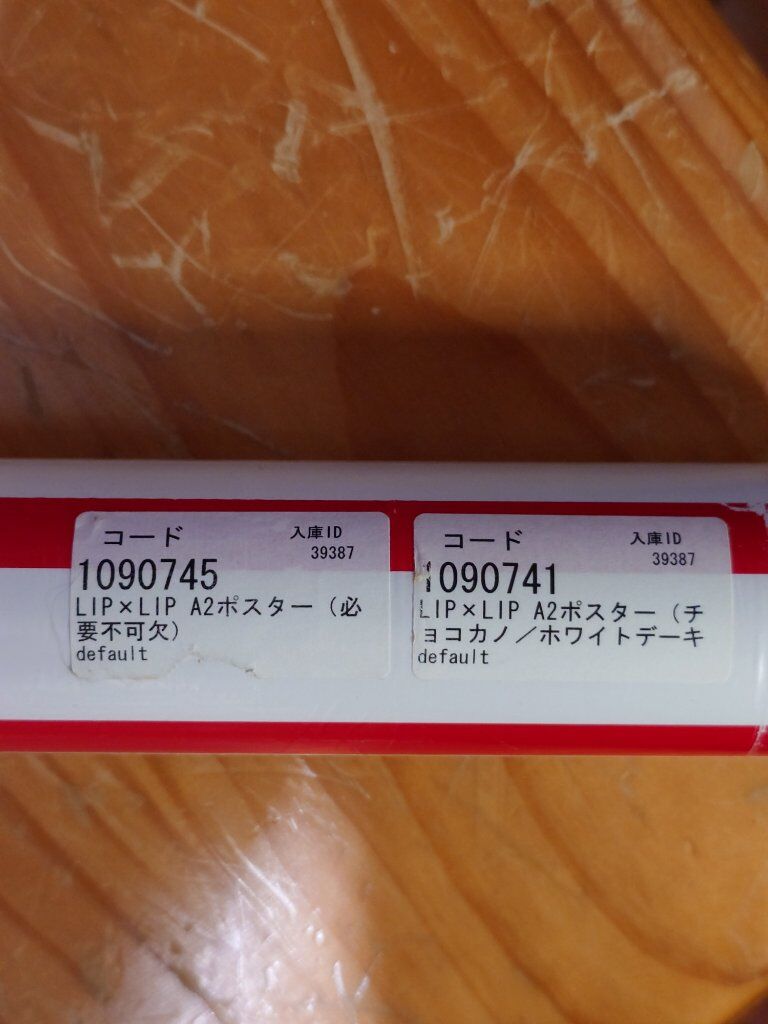 コード 入庫ID
39387
1090745
LIP×LIP A2ポスター（必
要不可欠）
default
コード 入庫ID
39387
1090741
LIP×LIP A2ポスター（チ
ョコカノ／ホワイトデーキ
default